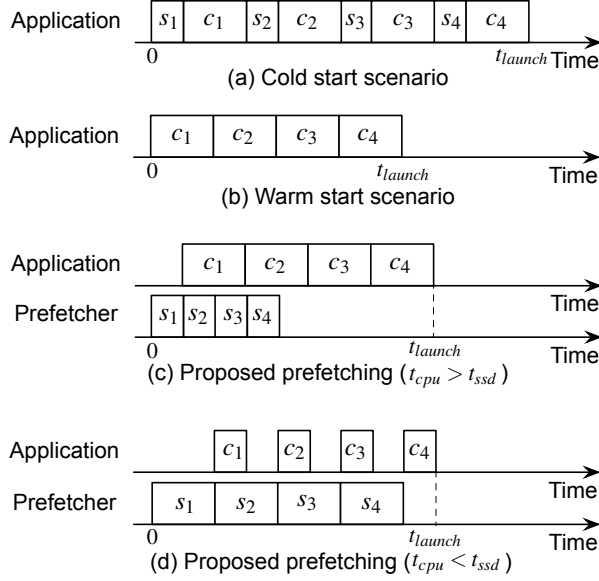 Application s1 c1 s2 c2 s3 c3 s4 c4
0 tlaunch Time
(a) Cold start scenario
Application c1 c2 c3 c4
0 tlaunch Time
(b) Warm start scenario
Application c1 c2 c3 c4
Time
Prefetcher s1 s2 s3 s4
0 tlaunch Time
(c) Proposed prefetching (tcpu > tssd)
Application c1 c2 c3 c4
Time
Prefetcher s1 s2 s3 s4
0 tlaunch Time
(d) Proposed prefetching (tcpu < tssd)